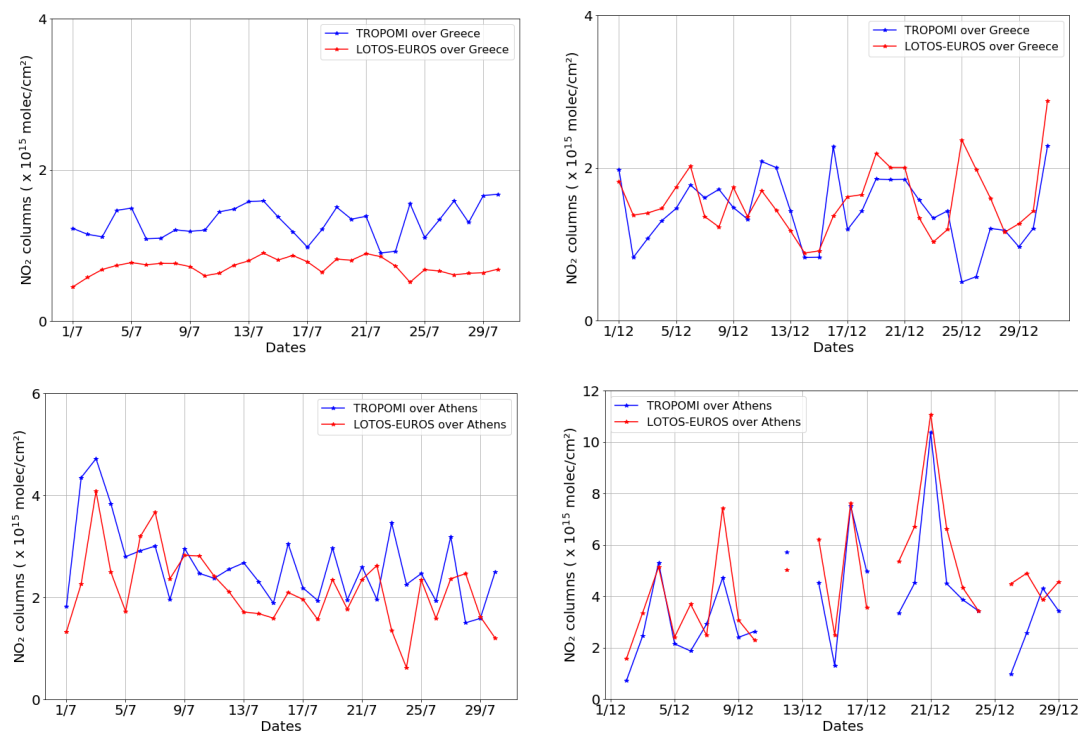 NO₂ columns ( x 10¹⁵ molec/cm²)
4
2
0
TROPOMI over Greece
LOTOS-EUROS over Greece
1/7 5/7 9/7 13/7 17/7 21/7 25/7 29/7
Dates
NO₂ columns ( x 10¹⁵ molec/cm²)
4
2
0
TROPOMI over Greece
LOTOS-EUROS over Greece
1/12 5/12 9/12 13/12 17/12 21/12 25/12 29/12
Dates
NO₂ columns ( x 10¹⁵ molec/cm²)
6
4
2
0
TROPOMI over Athens
LOTOS-EUROS over Athens
1/7 5/7 9/7 13/7 17/7 21/7 25/7 29/7
Dates
NO₂ columns ( x 10¹⁵ molec/cm²)
12
10
8
6
4
2
0
TROPOMI over Athens
LOTOS-EUROS over Athens
1/12 5/12 9/12 13/12 17/12 21/12 25/12 29/12
Dates